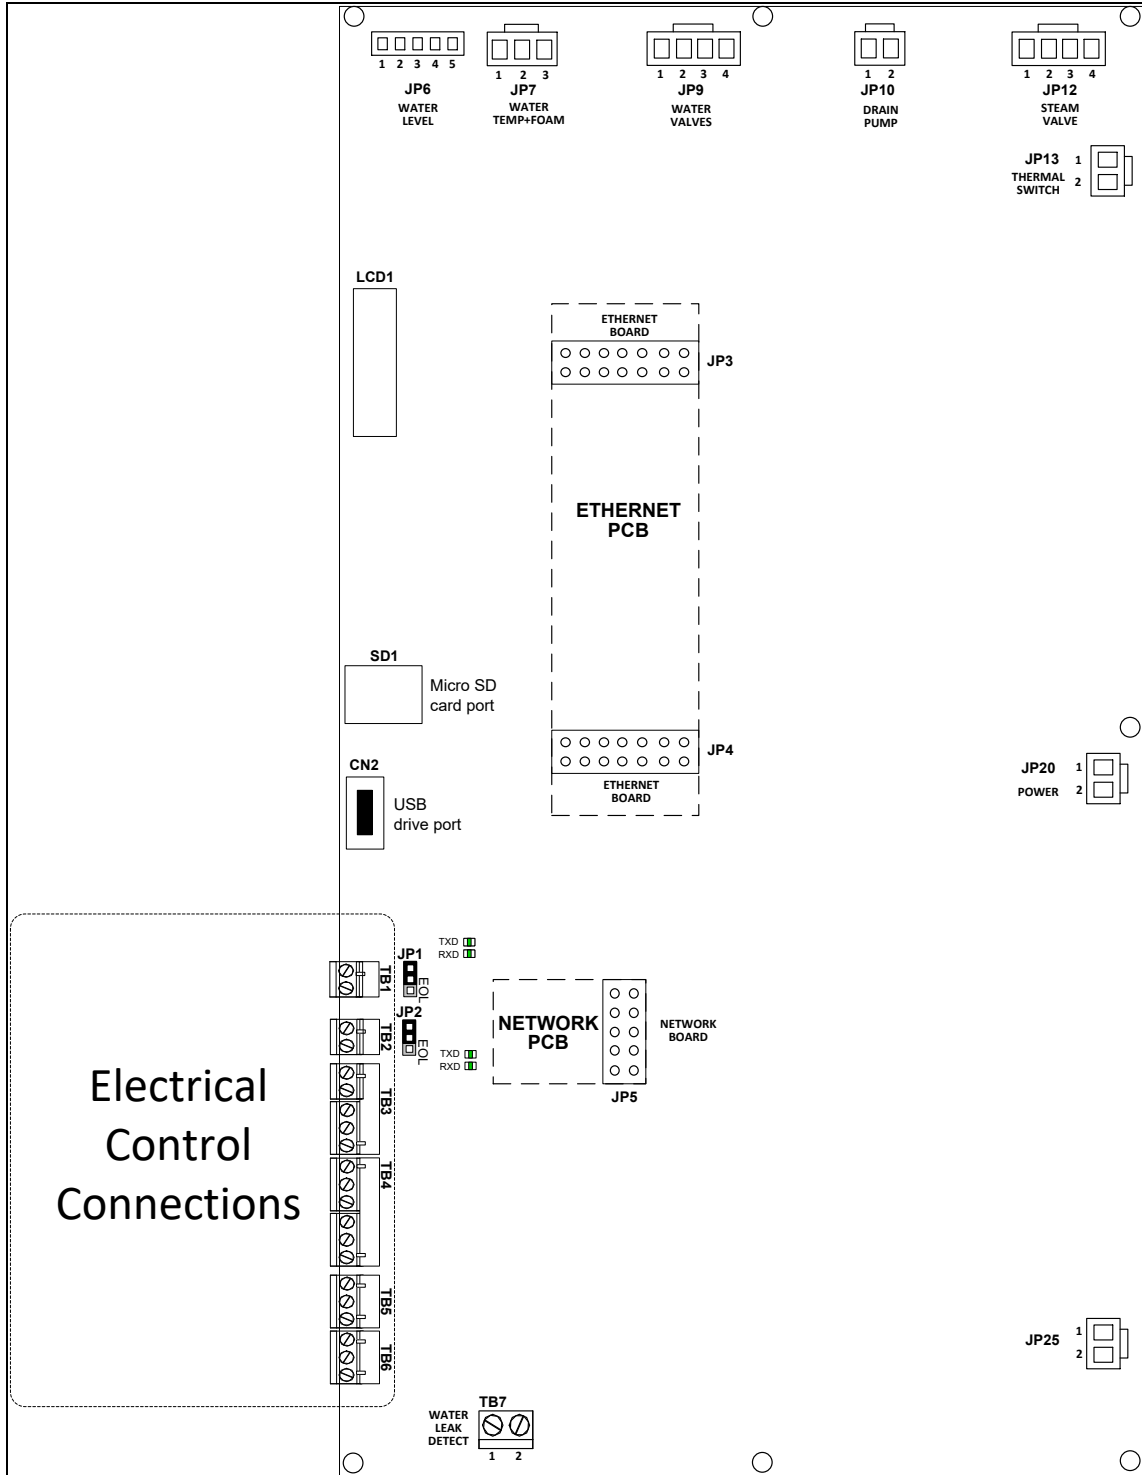 1 2 3 4 5
JP6
WATER
LEVEL
1 2 3
JP7
WATER
TEMP+FOAM
1 2 3 4
JP9
WATER
VALVES
1 2
JP10
DRAIN
PUMP
1 2 3 4
JP12
STEAM
VALVE
JP13
THERMAL
SWITCH
1
2
LCD1
ETHERNET
BOARD
JP3
ETHERNET
PCB
SD1
Micro SD
card port
JP4
ETHERNET
BOARD
CN2
USB
drive port
JP20
POWER
1
2
TXD
RXD
JP1
EOL
TB1
JP2
EOL
TB2
TXD
RXD
NETWORK
PCB
NETWORK
BOARD
JP5
Electrical
Control
Connections
TB3
TB4
TB5
TB6
JP25
1
2
TB7
WATER
LEAK
DETECT
1 2